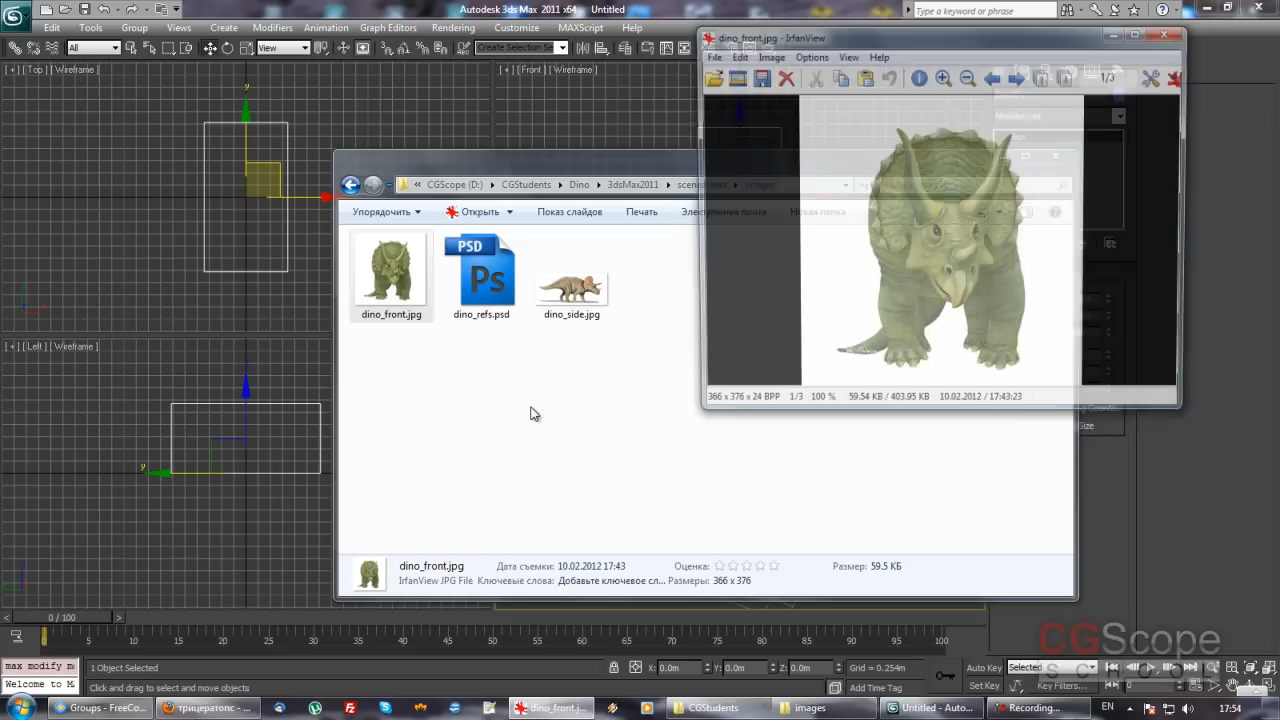 Autodesk 3ds Max 2011 x64    Untitled
Type a keyword or phrase
Edit Tools Group Views Create Modifiers Animation Graph Editors Rendering Customize MAXScript Help
All View Create Selection Se
[ + ] [ Top ] [ Wireframe ]
[ + ] [ Front ] [ Wireframe ]
dino_front.jpg - IrfanView
File Edit Image Options View Help
1/3
CGScope (D:) CGStudents Dino 3dsMax2011
Упорядочить Открыть Показ слайдов Печать Электронная почта Новая папка
PSD
Ps
dino_front.jpg dino_refs.psd dino_side.jpg
y
[ + ] [ Left ] [ Wireframe ]
y
366 x 376 x 24 BPP 1/3 100 % 59.54 KB / 403.95 KB 10.02.2012 / 17:43:23
Size
dino_front.jpg Дата съемки: 10.02.2012 17:43 Оценка: Размер: 59.5 КБ
IrfanView JPG File Ключевые слова: Добавьте ключевое сл... Размеры: 366 x 376
0 / 100
0 5 10 15 20 25 30 35 40 45 50 55 60 65 70 75 80 85 90 95 100
CGScope
SCHOOL
max modify m 1 Object Selected X: 0.0m Y: 0.0m Z: 0.0m Grid = 0.254m Auto Key Selected
Welcome to M Click and drag to select and move objects Add Time Tag Set Key Key Filters... 0
Groups - FreeCo... трицератопс - ... dino_front.j... CGStudents images Untitled - Auto... Recording... EN 17:54